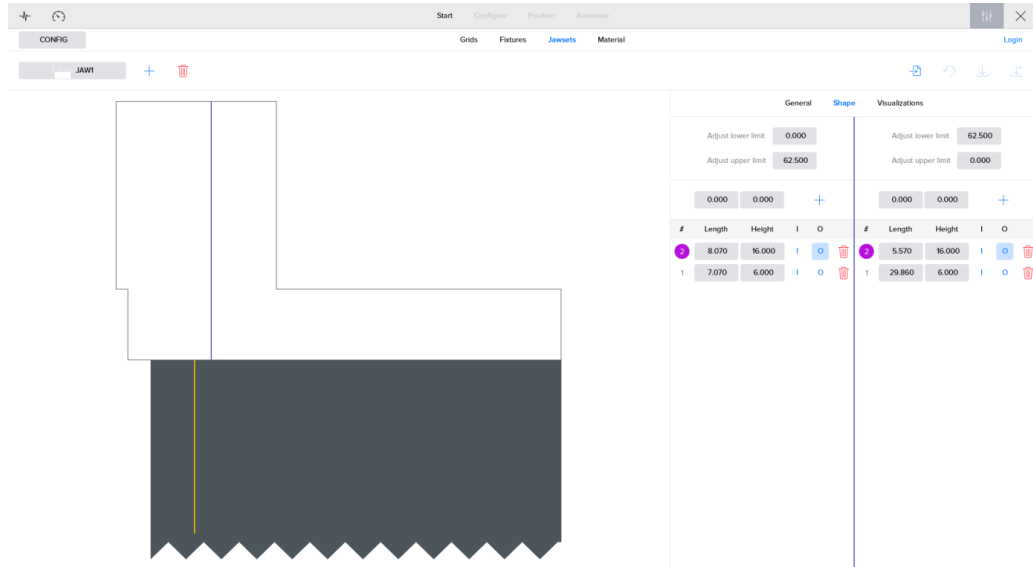 Start Configure Position Automate
CONFIG Grids Fixtures Jawsets Material Login
JAW1
General Shape Visualizations
Adjust lower limit 0.000 Adjust lower limit 62.500
Adjust upper limit 62.500 Adjust upper limit 0.000
0.000 0.000 0.000 0.000
# Length Height I O # Length Height I O
2 8.070 16.000 I O 2 5.570 16.000 I O
1 7.070 6.000 I O 1 29.860 6.000 I O